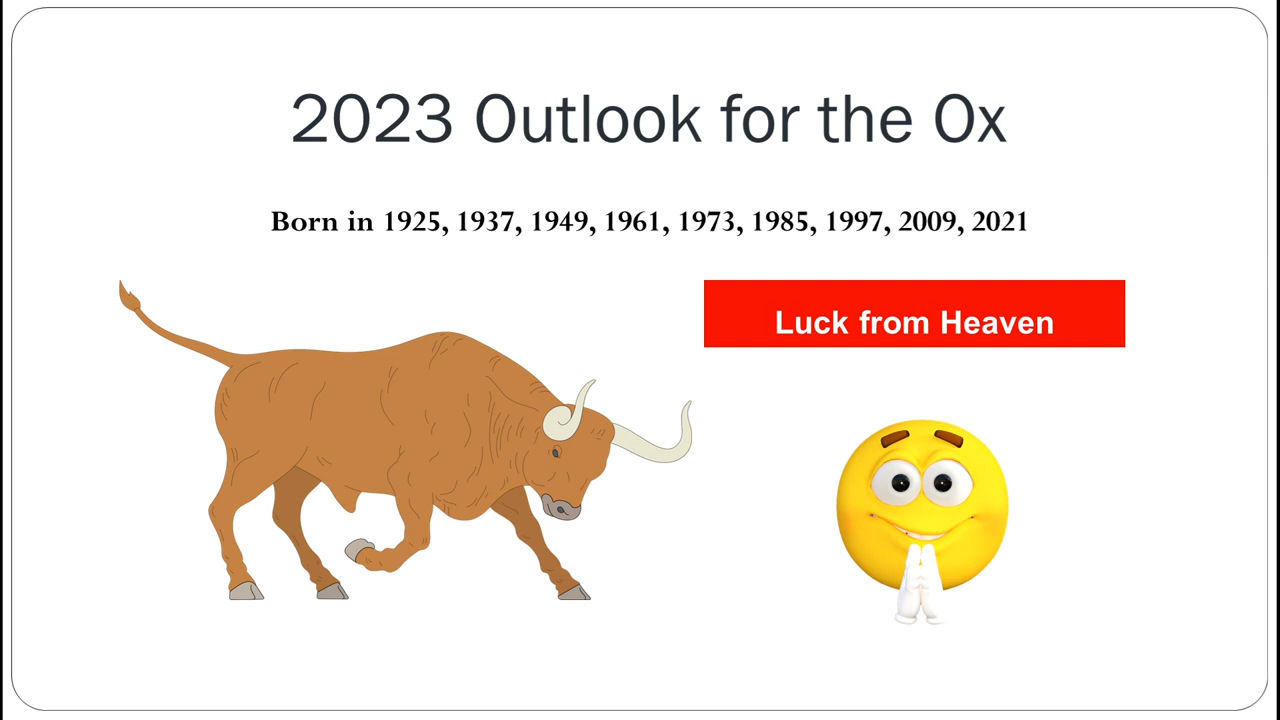 2023 Outlook for the Ox
Born in 1925, 1937, 1949, 1961, 1973, 1985, 1997, 2009, 2021
Luck from Heaven